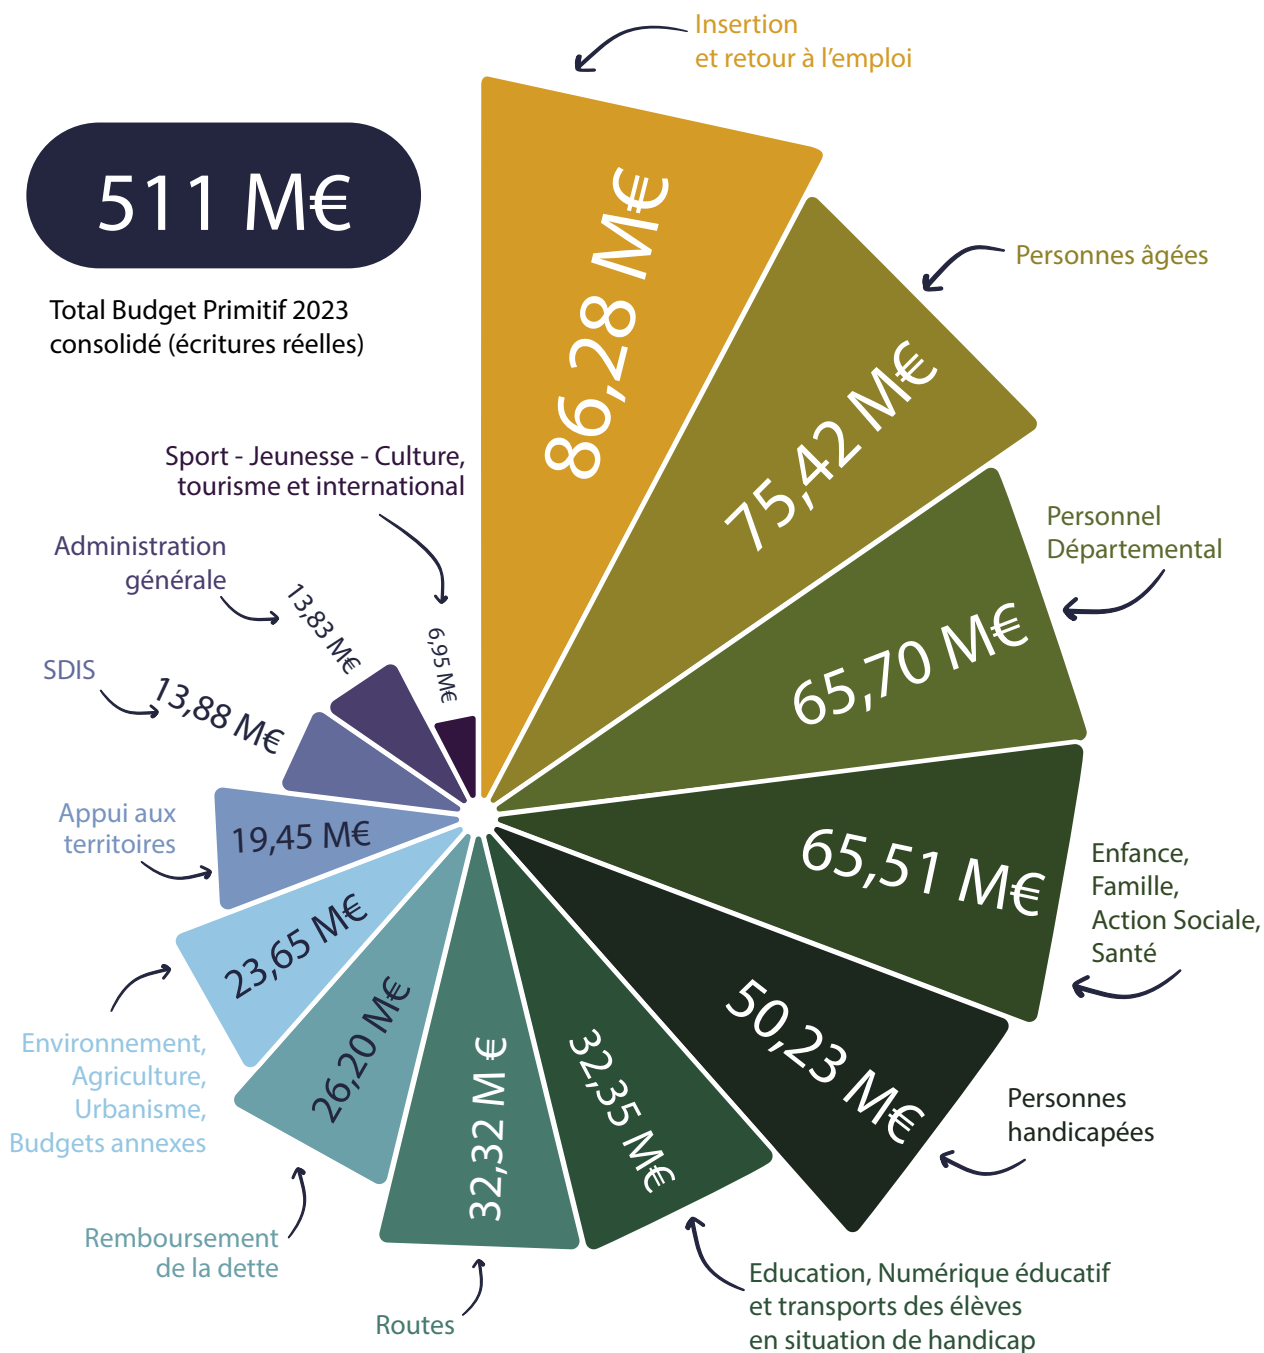 Insertion
et retour à l’emploi
511 M€
Total Budget Primitif 2023
consolidé (écritures réelles)
86,28 M€
Personnes âgées
75,42 M€
Personnel
Départemental
65,70 M€
Enfance,
Famille,
Action Sociale,
Santé
65,51 M€
Personnes
handicapées
50,23 M€
Education, Numérique éducatif
et transports des élèves
en situation de handicap
32,35 M€
Routes
32,32 M €
Remboursement
de la dette
26,20 M€
Environnement,
Agriculture,
Urbanisme,
Budgets annexes
23,65 M€
Appui aux
territoires
19,45 M€
SDIS
13,88 M€
Administration
générale
13,83 M€
Sport - Jeunesse - Culture,
tourisme et international
6,95 M€